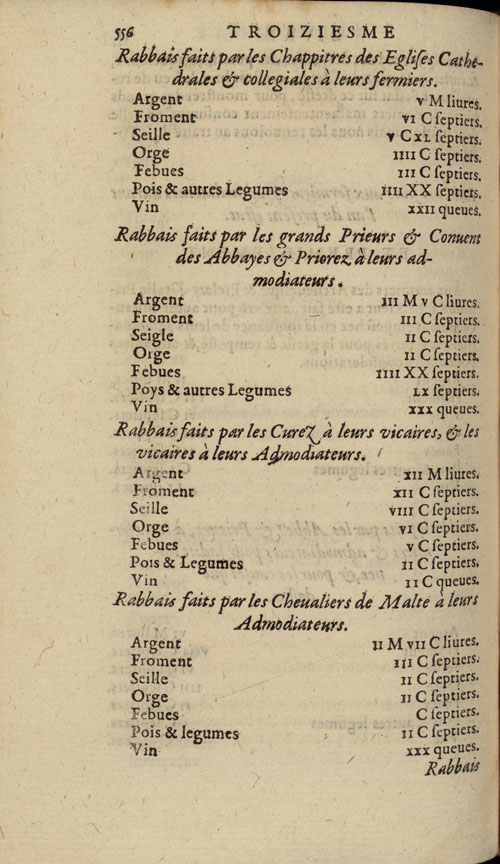 556 TROIZIESME
Rabbais faits par les Chappitres des Egliſes Cathe-
drales & collegiales à leurs fermiers.
Argent v M liures.
Froment vi C ſeptiers.
Seille v C xl ſeptiers.
Orge iiii C ſeptiers.
Febues iii C ſeptiers.
Pois & autres Legumes iiii XX ſeptiers.
Vin xxii queues.
Rabbais faits par les grands Prieurs & Conuent
des Abbayes & Priorez à leurs ad-
modiateurs.
Argent iii M v C liures.
Froment iii C ſeptiers.
Seigle ii C ſeptiers.
Orge ii C ſeptiers.
Febues iiii XX ſeptiers.
Poys & autres Legumes lx ſeptiers.
Vin xxx queues.
Rabbais faits par les Curez à leurs vicaires, & les
vicaires à leurs Admodiateurs.
Argent xii M liures.
Froment xii C ſeptiers.
Seille viii C ſeptiers.
Orge vi C ſeptiers.
Febues v C ſeptiers.
Pois & Legumes ii C ſeptiers.
Vin ii C queues.
Rabbais faits par les Cheualiers de Malte à leurs
Admodiateurs.
Argent ii M vii C liures.
Froment iii C ſeptiers.
Seille ii C ſeptiers.
Orge ii C ſeptiers.
Febues C ſeptiers.
Pois & legumes ii C ſeptiers.
Vin xxx queues.
Rabbais